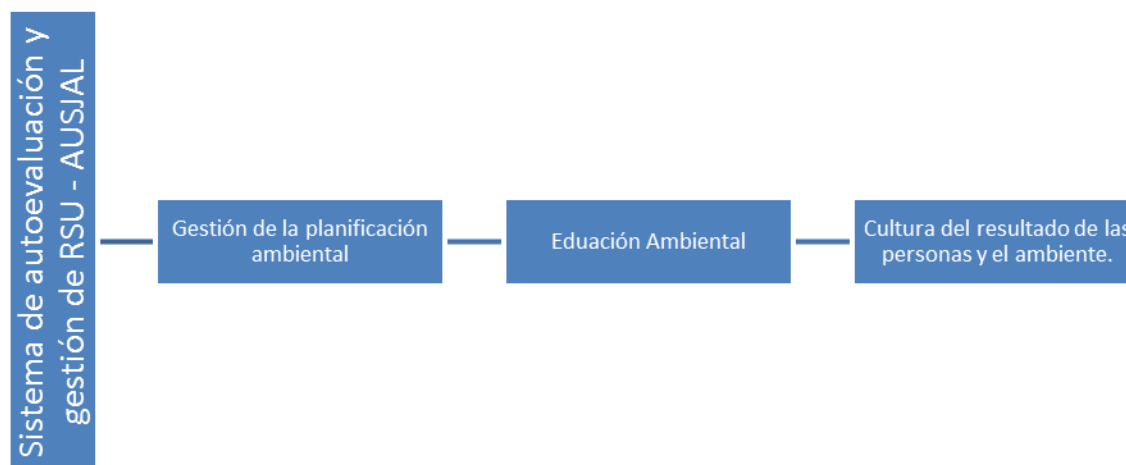 Sistema de autoevaluación y
gestión de RSU - AUSJAL
Gestión de la planificación
ambiental
Eduación Ambiental
Cultura del resultado de las
personas y el ambiente.